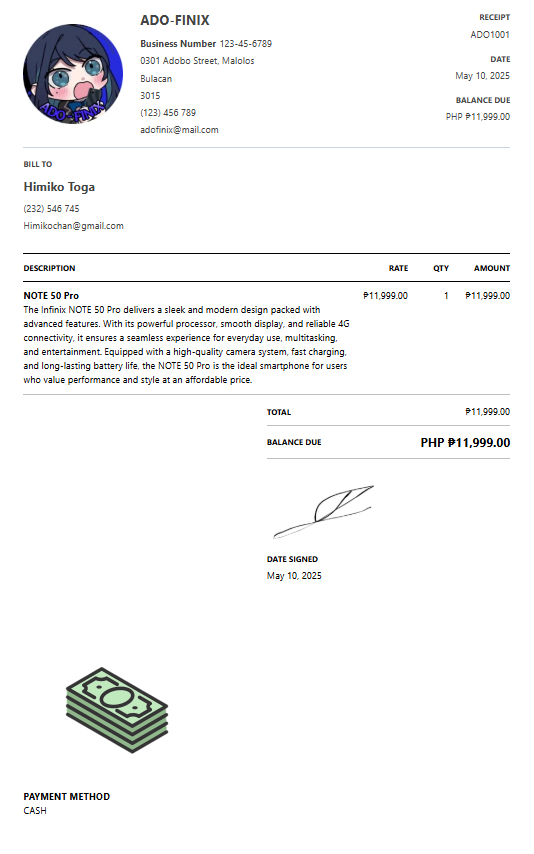 ADO-FINIX
Business Number 123-45-6789
0301 Adobo Street, Malolos
Bulacan
3015
(123) 456 789
adofinix@mail.com
RECEIPT
ADO1001
DATE
May 10, 2025
BALANCE DUE
PHP ₱11,999.00
ADO-FINIX
BILL TO
Himiko Toga
(232) 546 745
Himikochan@gmail.com
DESCRIPTION RATE QTY AMOUNT
NOTE 50 Pro ₱11,999.00 1 ₱11,999.00
The Infinix NOTE 50 Pro delivers a sleek and modern design packed with
advanced features. With its powerful processor, smooth display, and reliable 4G
connectivity, it ensures a seamless experience for everyday use, multitasking,
and entertainment. Equipped with a high-quality camera system, fast charging,
and long-lasting battery life, the NOTE 50 Pro is the ideal smartphone for users
who value performance and style at an affordable price.
TOTAL ₱11,999.00
BALANCE DUE PHP ₱11,999.00
DATE SIGNED
May 10, 2025
PAYMENT METHOD
CASH